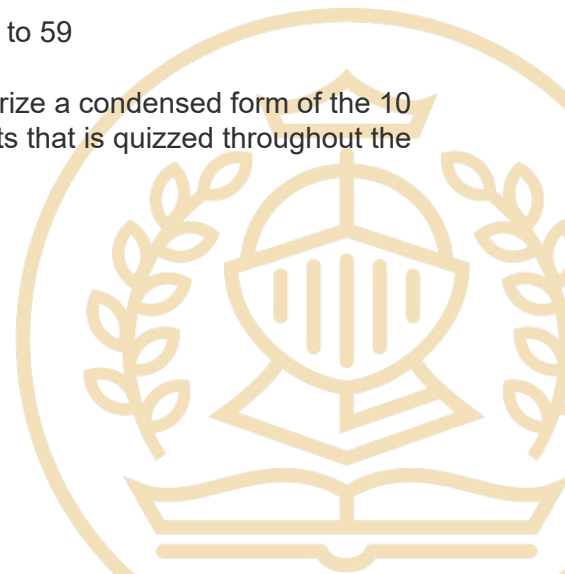 to 59
rize a condensed form of the 10
ts that is quizzed throughout the